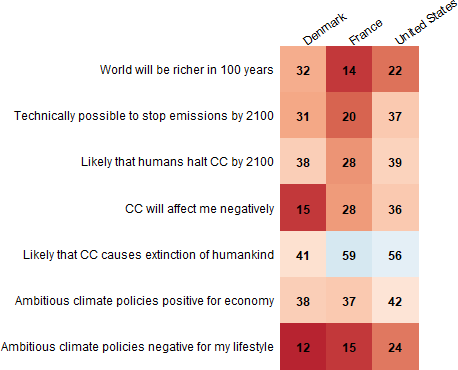 Denmark France United States
World will be richer in 100 years 32 14 22
Technically possible to stop emissions by 2100 31 20 37
Likely that humans halt CC by 2100 38 28 39
CC will affect me negatively 15 28 36
Likely that CC causes extinction of humankind 41 59 56
Ambitious climate policies positive for economy 38 37 42
Ambitious climate policies negative for my lifestyle 12 15 24